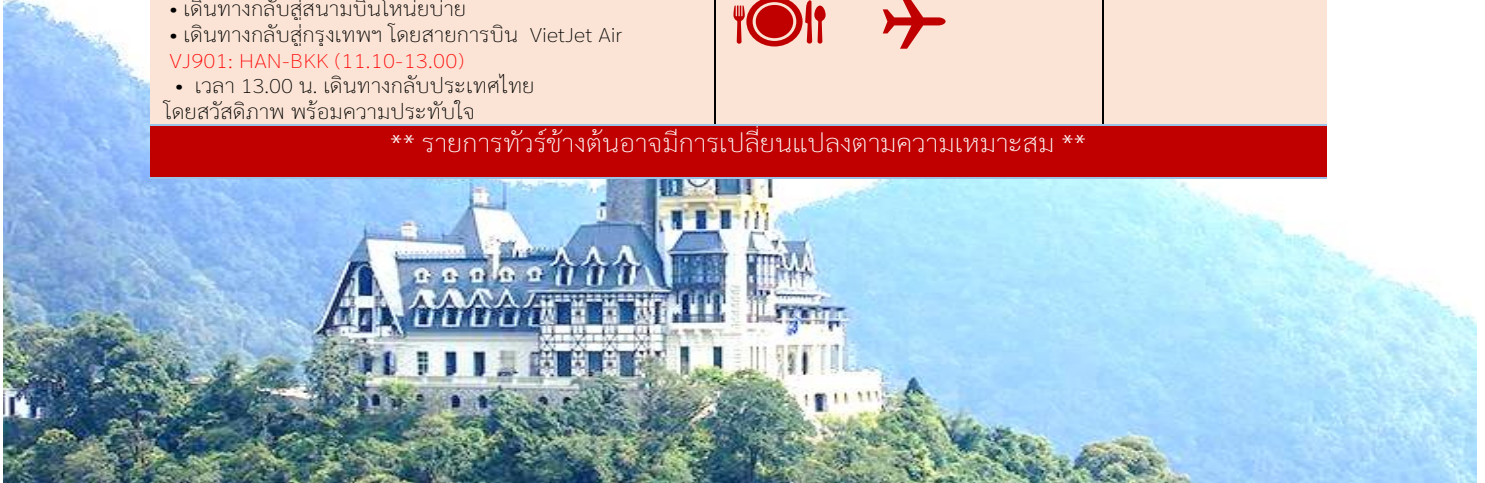 • เดินทางกลับสู่สนามบินโหน่ยบ่าย
• เดินทางกลับสู่กรุงเทพฯ โดยสายการบิน VietJet Air
VJ901: HAN-BKK (11.10-13.00)
• เวลา 13.00 น. เดินทางกลับประเทศไทย
โดยสวัสดิภาพ พร้อมความประทับใจ
** รายการทัวร์ข้างต้นอาจมีการเปลี่ยนแปลงตามความเหมาะสม **